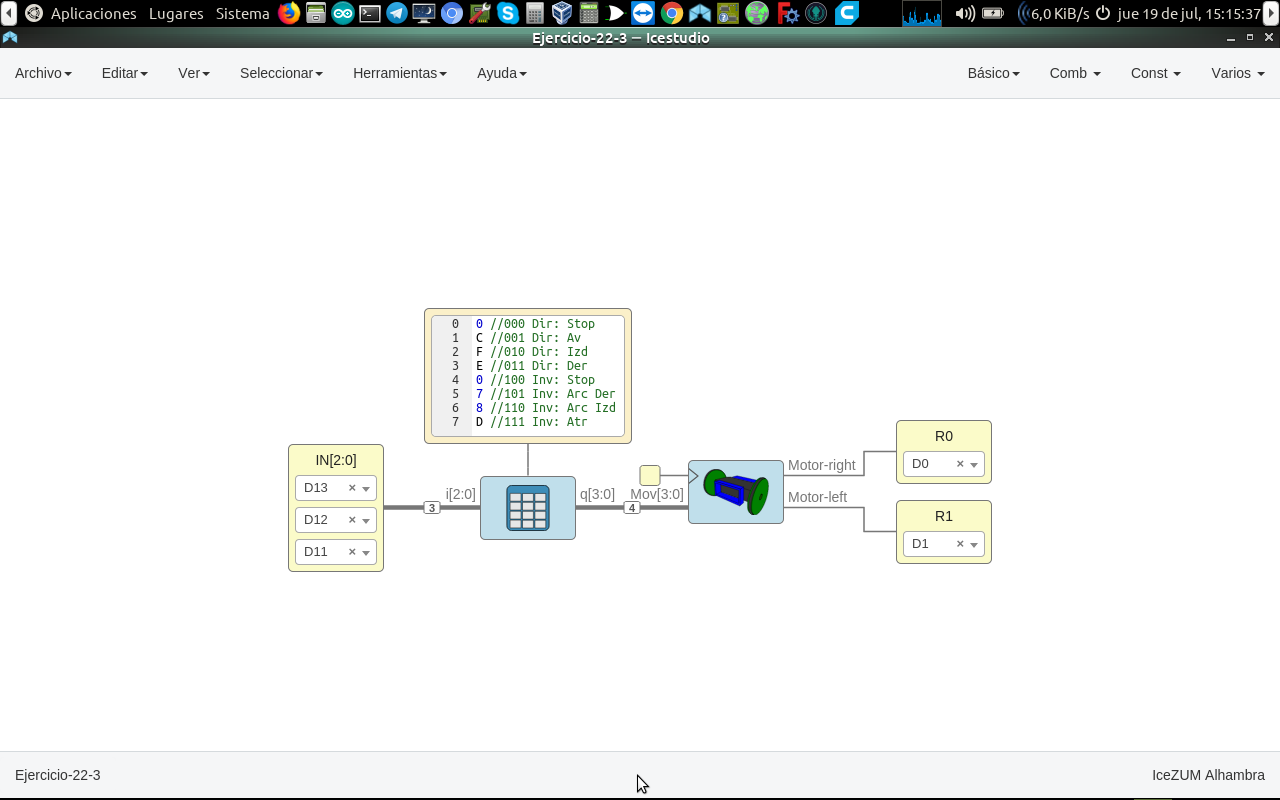 Aplicaciones Lugares Sistema 6,0 KiB/s jue 19 de jul, 15:15:37
Ejercicio-22-3 — Icestudio
Archivo Editar Ver Seleccionar Herramientas Ayuda Básico Comb Const Varios
0 0 //000 Dir: Stop
1 C //001 Dir: Av
2 F //010 Dir: Izd
3 E //011 Dir: Der
4 0 //100 Inv: Stop
5 7 //101 Inv: Arc Der
6 8 //110 Inv: Arc Izd
7 D //111 Inv: Atr
IN[2:0]
D13
D12
D11
3
i[2:0]
q[3:0]
4
Mov[3:0]
Motor-right
Motor-left
R0
D0
R1
D1
Ejercicio-22-3 IceZUM Alhambra